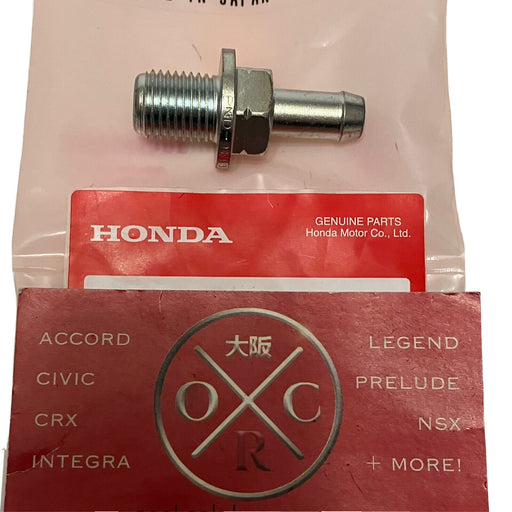 HONDA
GENUINE PARTS
Honda Motor Co., Ltd.
ACCORD
CIVIC
CRX
INTEGRA
大阪
O C
R
LEGEND
PRELUDE
NSX
+ MORE!